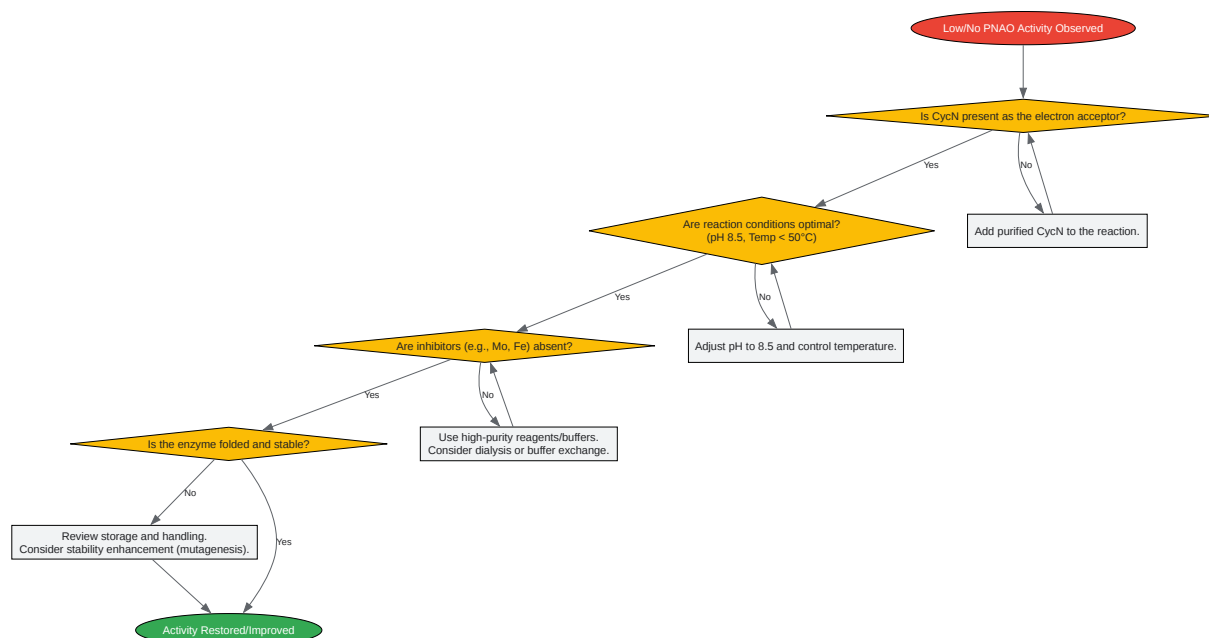 Low/No PNAO Activity Observed
Is CycN present as the electron acceptor?
Yes
No
Add purified CycN to the reaction.
Are reaction conditions optimal?
(pH 8.5, Temp < 50°C)
Yes
No
Adjust pH to 8.5 and control temperature.
Are inhibitors (e.g., Mo, Fe) absent?
Yes
No
Use high-purity reagents/buffers.
Consider dialysis or buffer exchange.
Is the enzyme folded and stable?
No
Yes
Review storage and handling.
Consider stability enhancement (mutagenesis).
Activity Restored/Improved